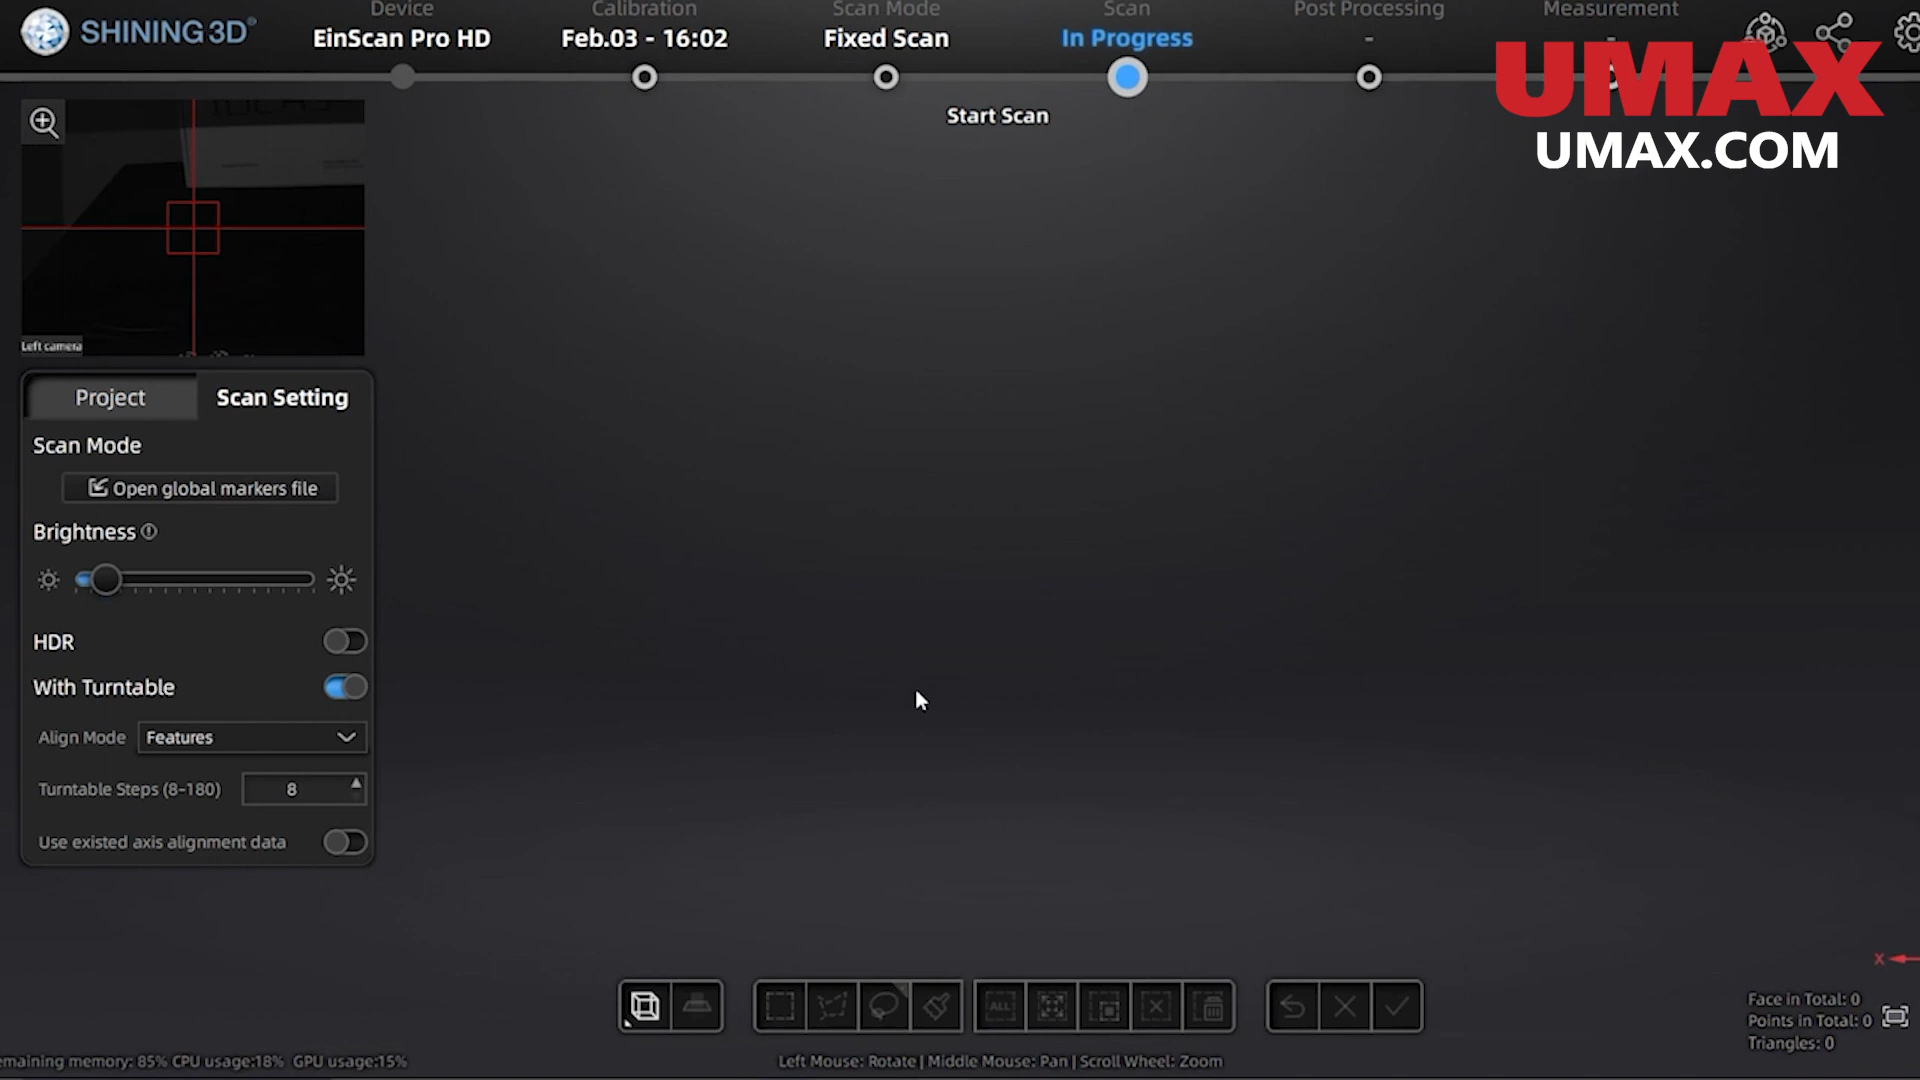 SHINING 3D®
Device
EinScan Pro HD
Calibration
Feb.03 - 16:02
Scan Mode
Fixed Scan
Scan
In Progress
Post Processing
-
Measurement
-
UMAX
UMAX.COM
Start Scan
Left camera
Project
Scan Setting
Scan Mode
Open global markers file
Brightness
HDR
With Turntable
Align Mode
Features
Turntable Steps (8-180)
8
Use existed axis alignment data
ALL
X
Face in Total: 0
Points in Total: 0
Triangles: 0
emaining memory: 85% CPU usage:18% GPU usage:15%
Left Mouse: Rotate | Middle Mouse: Pan | Scroll Wheel: Zoom